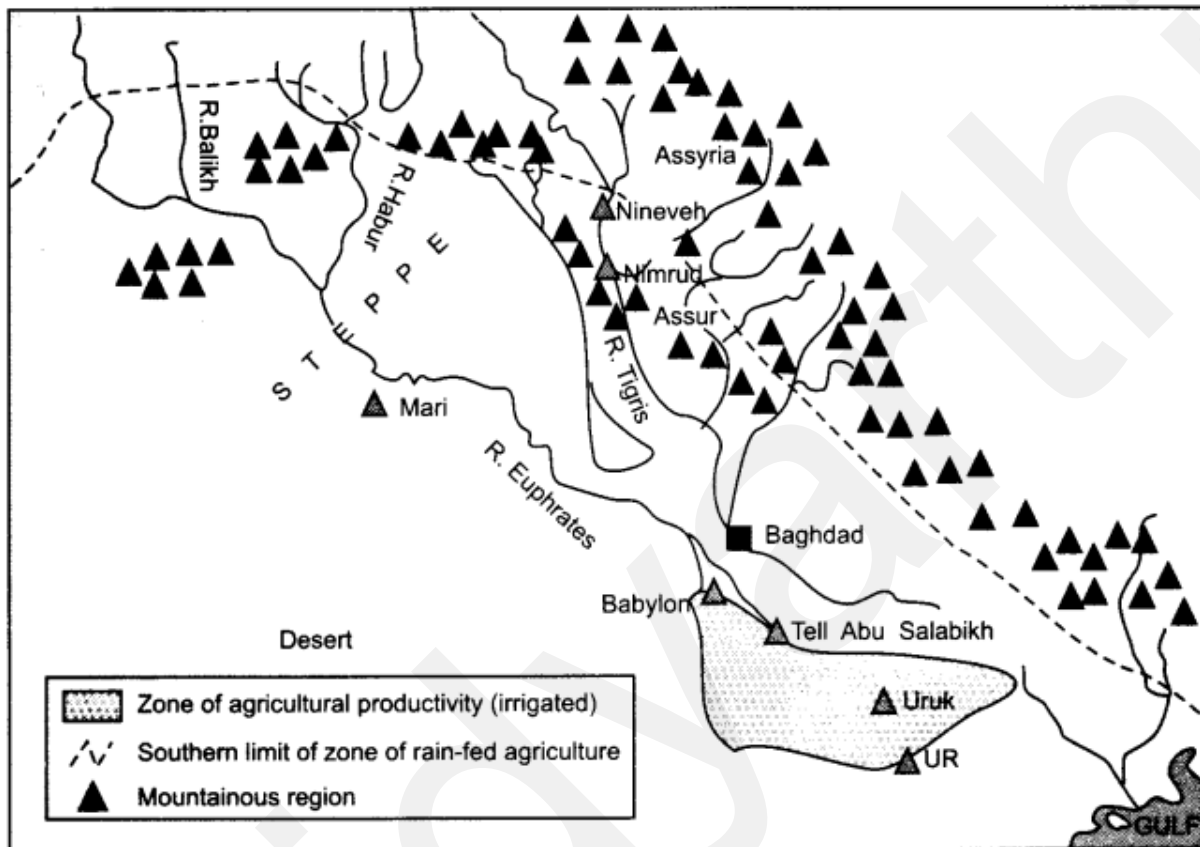 R.Balikh
R.Habur
Assyria
Nineveh
Nimrud
Assur
STEPPE
R. Tigris
Mari
R. Euphrates
Baghdad
Babylon
Tell Abu Salabikh
Desert
Uruk
UR
Zone of agricultural productivity (irrigated)
Southern limit of zone of rain-fed agriculture
Mountainous region
GULF